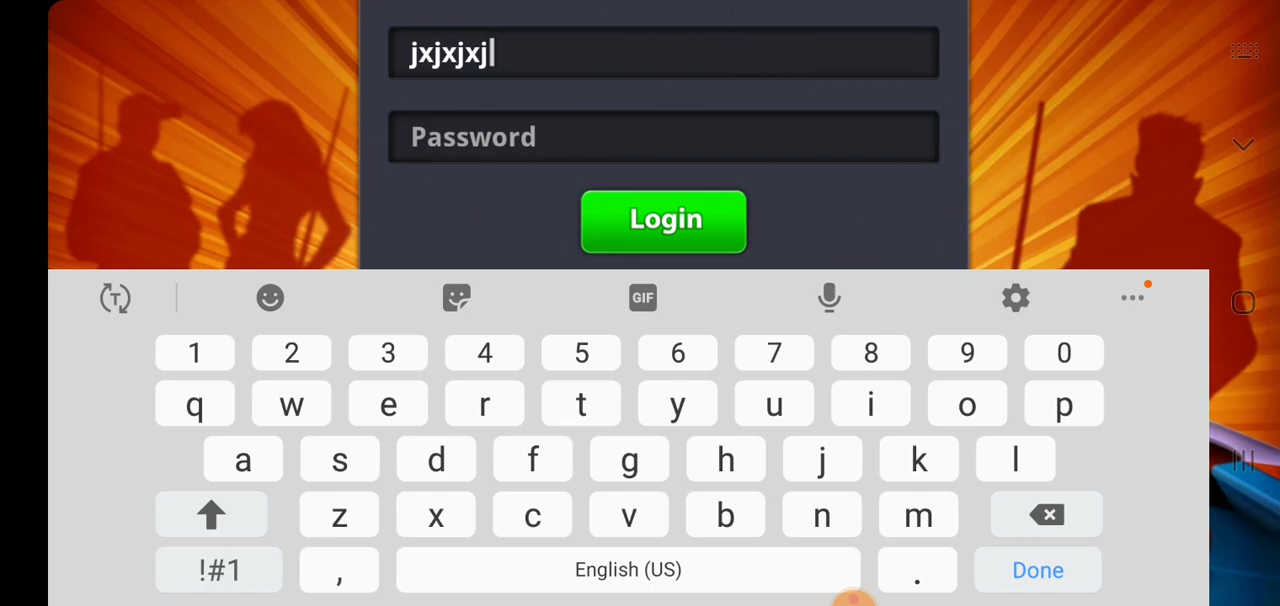 jxjxjxj
Password
Login
T GIF
1 2 3 4 5 6 7 8 9 0
q w e r t y u i o p
a s d f g h j k l
z x c v b n m
!#1 , English (US) . Done